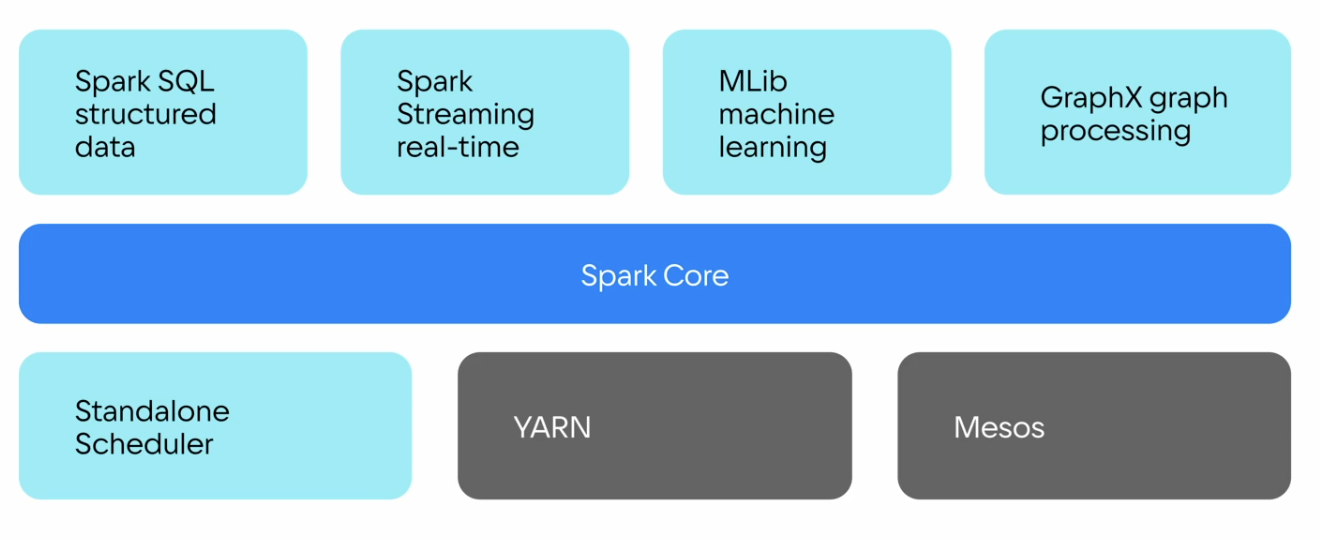 Spark SQL
structured
data
Spark
Streaming
real-time
MLib
machine
learning
GraphX graph
processing
Spark Core
Standalone
Scheduler
YARN
Mesos